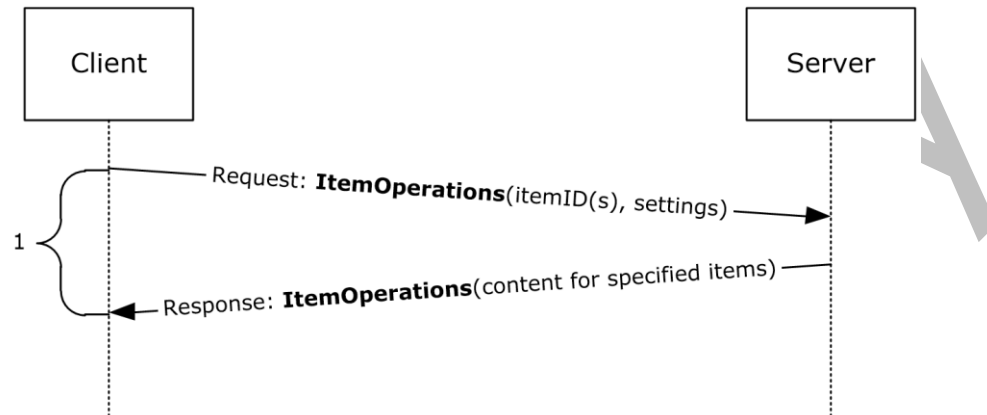 Client
Server
Request: ItemOperations(itemID(s), settings)
1
Response: ItemOperations(content for specified items)